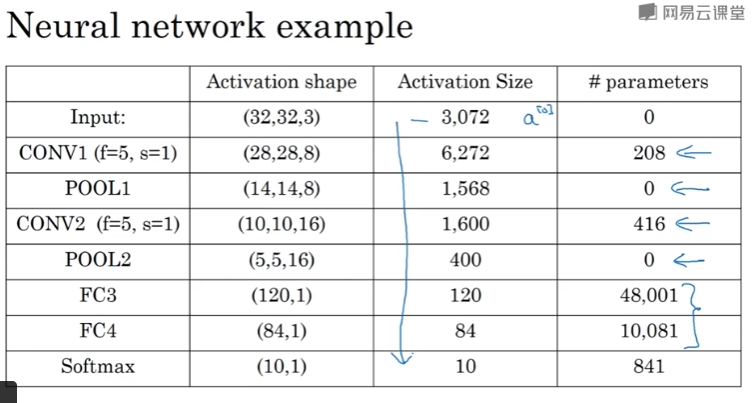 网易云课堂
Neural network example
Activation shape Activation Size # parameters
Input: (32,32,3) — 3,072 a[0] 0
CONV1 (f=5, s=1) (28,28,8) 6,272 208 ←
POOL1 (14,14,8) 1,568 0 ←
CONV2 (f=5, s=1) (10,10,16) 1,600 416 ←
POOL2 (5,5,16) 400 0 ←
FC3 (120,1) 120 48,001 }
FC4 (84,1) 84 10,081
Softmax (10,1) 10 841